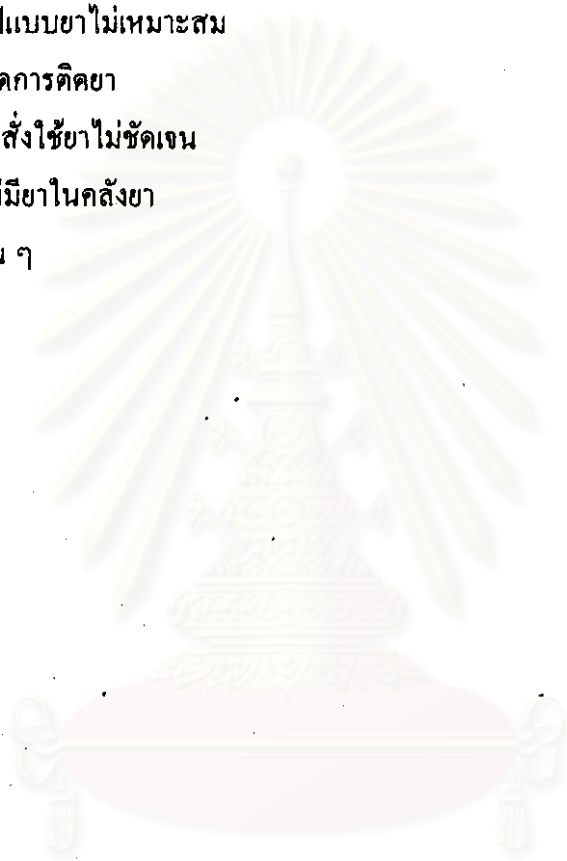 แบบยาไม่เหมาะสม
การติดยา
สั่งใช้ยาไม่ชัดเจน
มียาในคลังยา
ๆ